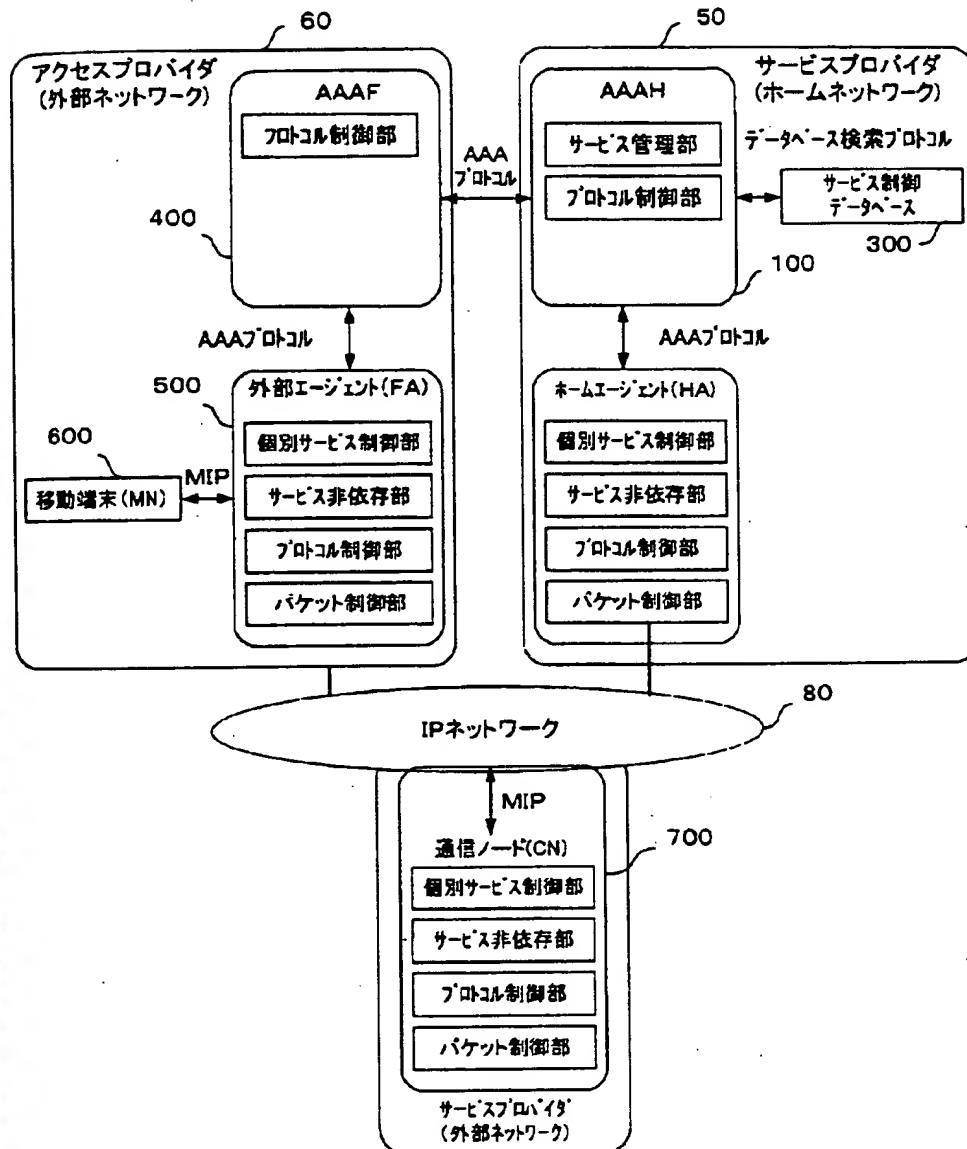 60
50
アクセスプロバイダ
(外部ネットワーク)
AAAF
プロトコル制御部
400
AAA
プロトコル
サービスプロバイダ
(ホームネットワーク)
AAAH
サービス管理部
プロトコル制御部
データベース検索プロトコル
サービス制御
データベース
300
100
AAAプロトコル
AAAプロトコル
500
外部エージェント(FA)
個別サービス制御部
サービス非依存部
プロトコル制御部
パケット制御部
600
移動端末(MN)
MIP
ホームエージェント(HA)
個別サービス制御部
サービス非依存部
プロトコル制御部
パケット制御部
80
IPネットワーク
MIP
700
通信ノード(CN)
個別サービス制御部
サービス非依存部
プロトコル制御部
パケット制御部
サービスプロバイダ
(外部ネットワーク)